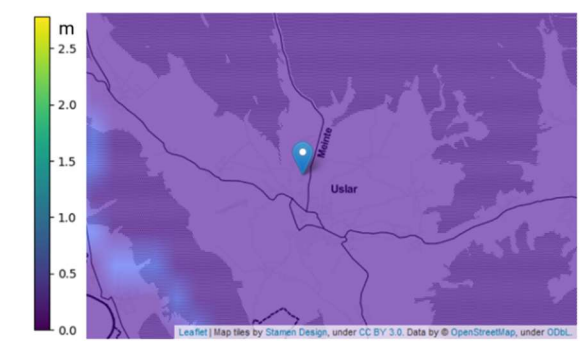 m
2.5
2.0
1.5
1.0
0.5
0.0
Meinte
Uslar
Leaflet | Map tiles by Stamen Design, under CC BY 3.0. Data by © OpenStreetMap, under ODbL.